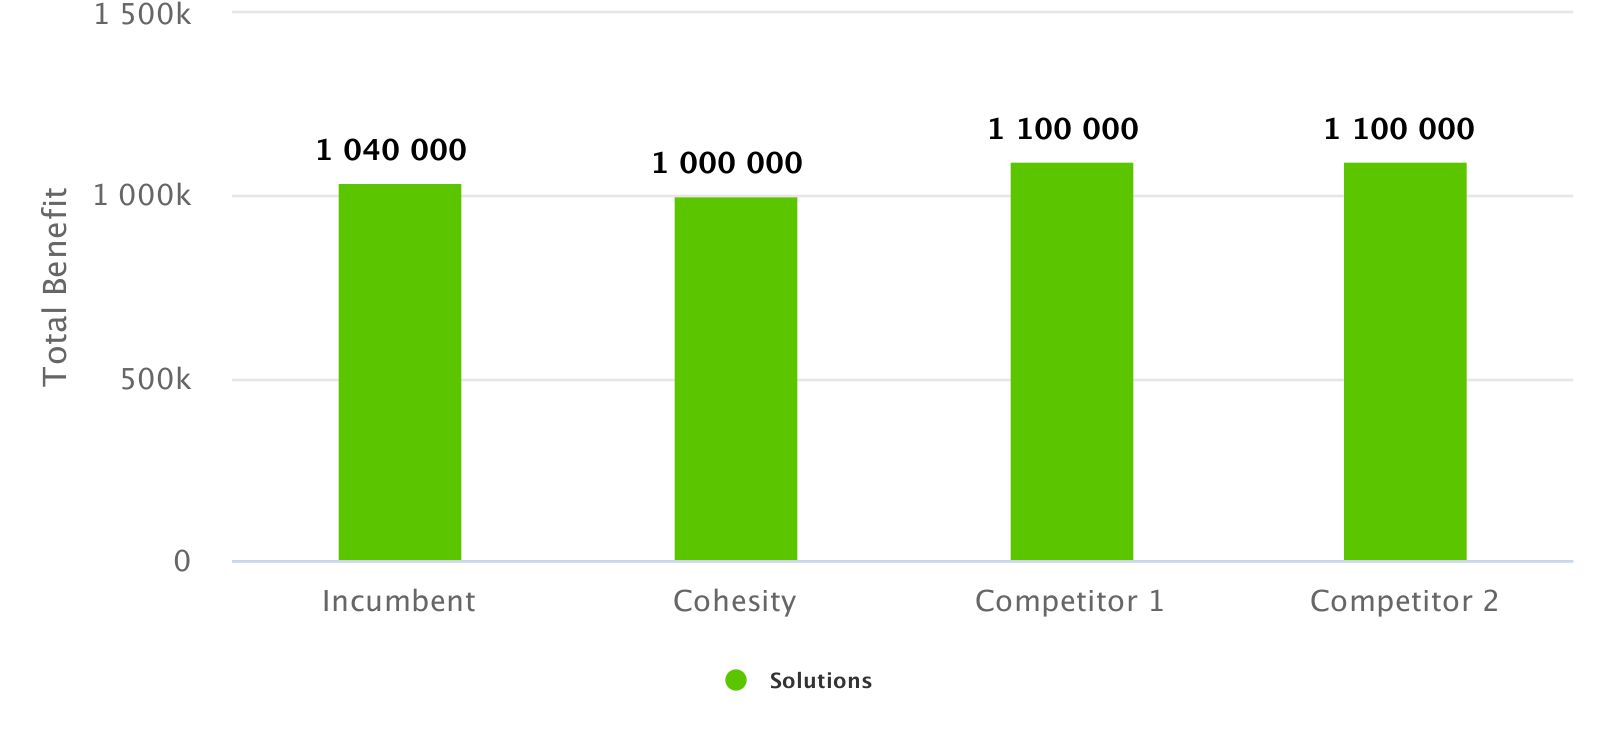 1 500k
1 000k
500k
0
Total Benefit
1 040 000
1 000 000
1 100 000
1 100 000
Incumbent
Cohesity
Competitor 1
Competitor 2
Solutions